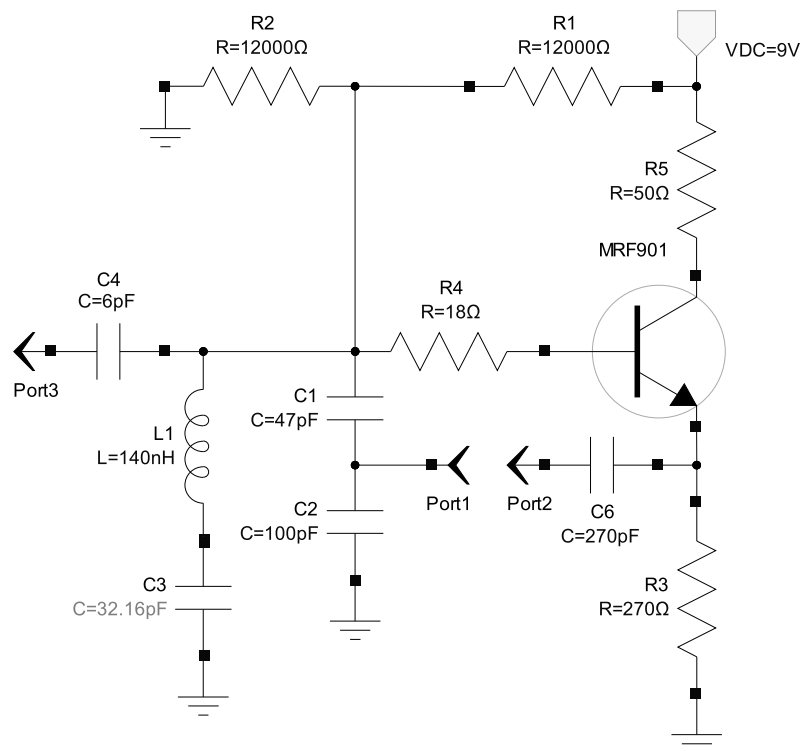 R2
R=12000Ω
R1
R=12000Ω
VDC=9V
R5
R=50Ω
MRF901
C4
C=6pF
R4
R=18Ω
Port3
C1
C=47pF
L1
L=140nH
Port1
Port2
C2
C=100pF
C6
C=270pF
C3
C=32.16pF
R3
R=270Ω